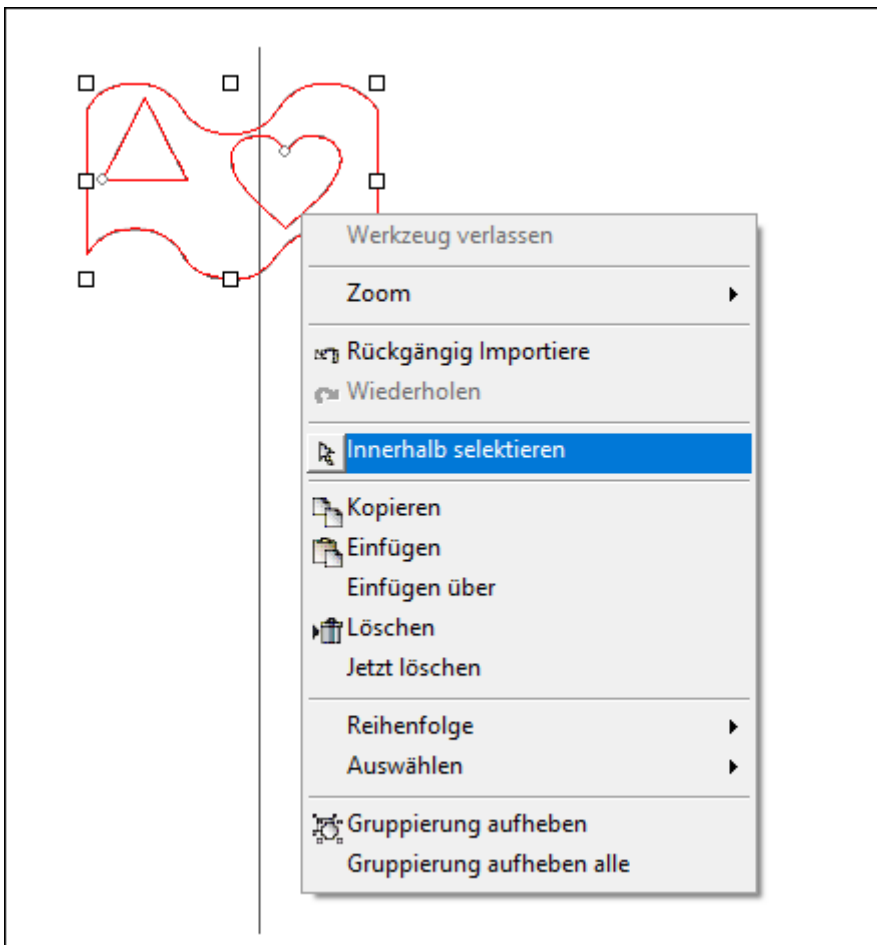 Werkzeug verlassen
Zoom
Rückgängig Importiere
Wiederholen
Innerhalb selektieren
Kopieren
Einfügen
Einfügen über
Löschen
Jetzt löschen
Reihenfolge
Auswählen
Gruppierung aufheben
Gruppierung aufheben alle